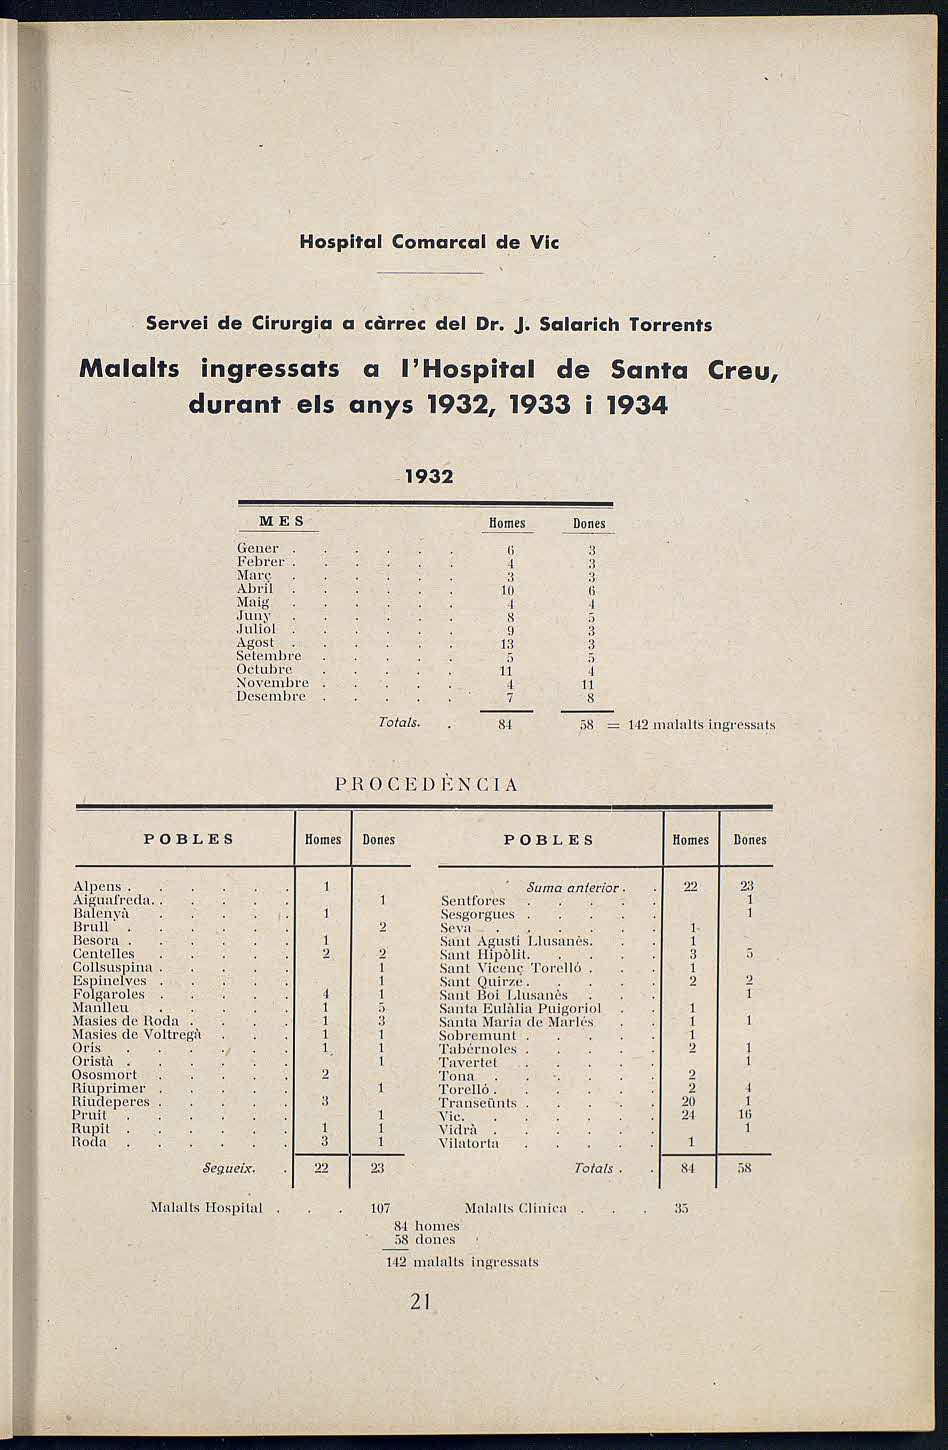 Hospital Comarcal de Vic
Servei de Cirurgia a càrrec del Dr. J. Salarich Torrents
Malalts ingressats a l'Hospital de Santa Creu,
durant els anys 1932, 1933 i 1934
1932
MES Homes Dones
Gener . . . . . . 6 3
Febrer . . . . . . 4 3
Març . . . . . . 3 3
Abril . . . . . . 10 6
Maig . . . . . . 4 4
Juny . . . . . . 8 5
Juliol . . . . . . 9 3
Agost . . . . . . 13 3
Setembre . . . . . 5 5
Octubre . . . . . 11 4
Novembre . . . . . 4 11
Desembre . . . . . 7 8
Totals. . 84 58 = 142 malalts ingressats
PROCEDÈNCIA
POBLES Homes Dones
Alpens . . . . . . 1
Aiguafreda. . . . . . 1
Balenyà . . . . . 1
Brull . . . . . . 2
Besora . . . . . . 1
Centelles . . . . . 2 2
Collsuspina . . . . . 1
Espinelves . . . . . 1
Folgaroles . . . . . 4 1
Manlleu . . . . . 1 5
Masies de Roda . . . . 1 3
Masies de Voltregà . . . 1 1
Oris . . . . . . 1 1
Oristà . . . . . . 1
Ososmort . . . . . 2
Riuprimer . . . . . 1
Riudeperes . . . . . 3
Pruit . . . . . . 1
Rupit . . . . . . 1 1
Roda . . . . . . 3 1
Segueix. . 22 23
POBLES Homes Dones
Suma anterior . . 22 23
Sentfores . . . . . 1
Sesgorgues . . . . . 1
Seva . . . . . . 1
Sant Agustí Llusanès. . . 1
Sant Hipòlit. . . . . 3 5
Sant Vicenç Torelló . . . 1
Sant Quirze. . . . . 2 2
Sant Boi Llusanès . . . 1
Santa Eulàlia Puigoriol . . 1
Santa Maria de Marlés . . 1 1
Sobremunt . . . . . 1
Tabérnoles . . . . . 2 1
Tavertet . . . . . 1
Tona . . . . . . 2
Torelló . . . . . . 2 4
Transeünts . . . . . 20 1
Vic. . . . . . . 24 16
Vidrà . . . . . . 1
Vilatorta . . . . . 1
Totals . . 84 58
Malalts Hospital . . . 107 Malalts Clínica . . . 35
84 homes
58 dones
142 malalts ingressats
21